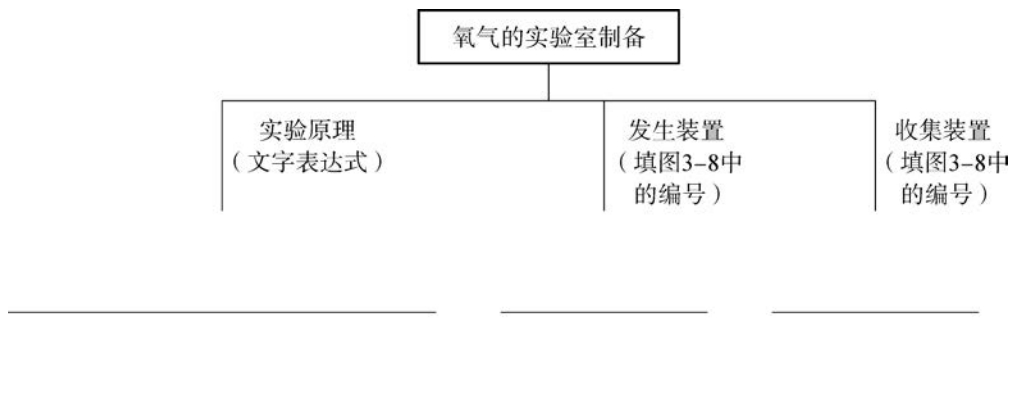 氧气的实验室制备
实验原理
（文字表达式）
发生装置
（填图3-8中
的编号）
收集装置
（填图3-8中
的编号）